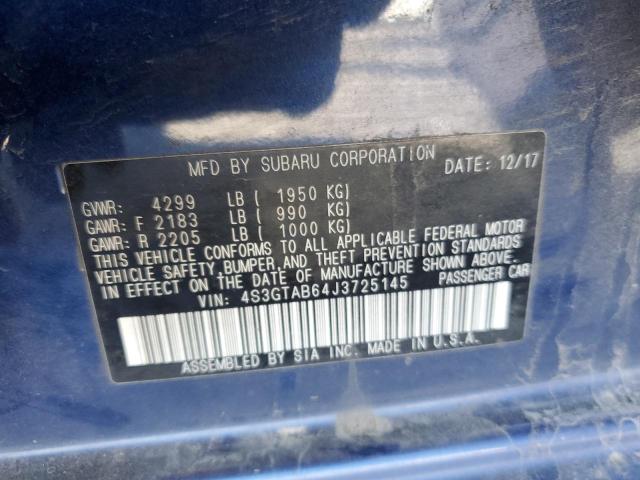 MFD BY SUBARU CORPORATION DATE: 12/17
GVWR: 4299 LB ( 1950 KG)
GAWR: F 2183 LB ( 990 KG)
GAWR: R 2205 LB ( 1000 KG)
THIS VEHICLE CONFORMS TO ALL APPLICABLE FEDERAL MOTOR
VEHICLE SAFETY, BUMPER, AND THEFT PREVENTION STANDARDS
IN EFFECT ON THE DATE OF MANUFACTURE SHOWN ABOVE.
VIN: 4S3GTAB64J3725145 PASSENGER CAR
ASSEMBLED BY SIA INC. MADE IN U.S.A.